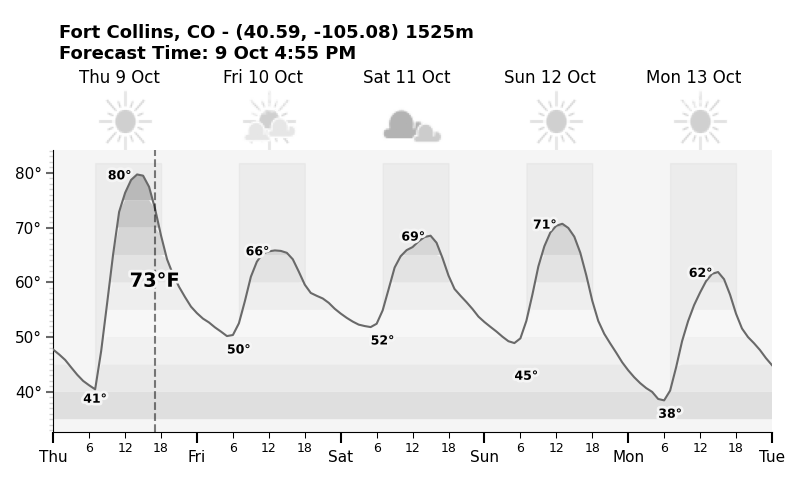 Fort Collins, CO - (40.59, -105.08) 1525m
Forecast Time: 9 Oct 4:55 PM
Thu 9 Oct Fri 10 Oct Sat 11 Oct Sun 12 Oct Mon 13 Oct
80°
70°
60°
50°
40°
80° 66° 69° 71° 62°
73°F
41° 50° 52° 45° 38°
6 12 18 6 12 18 6 12 18 6 12 18 6 12 18
Thu Fri Sat Sun Mon Tue